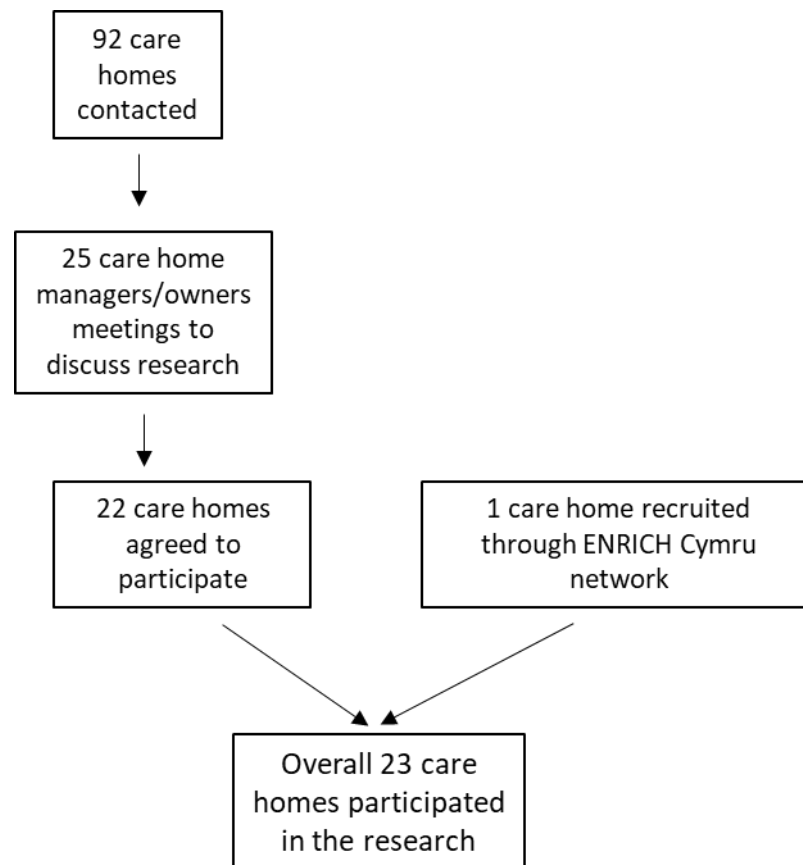 92 care
homes
contacted
25 care home
managers/owners
meetings to
discuss research
22 care homes
agreed to
participate
1 care home recruited
through ENRICH Cymru
network
Overall 23 care
homes participated
in the research